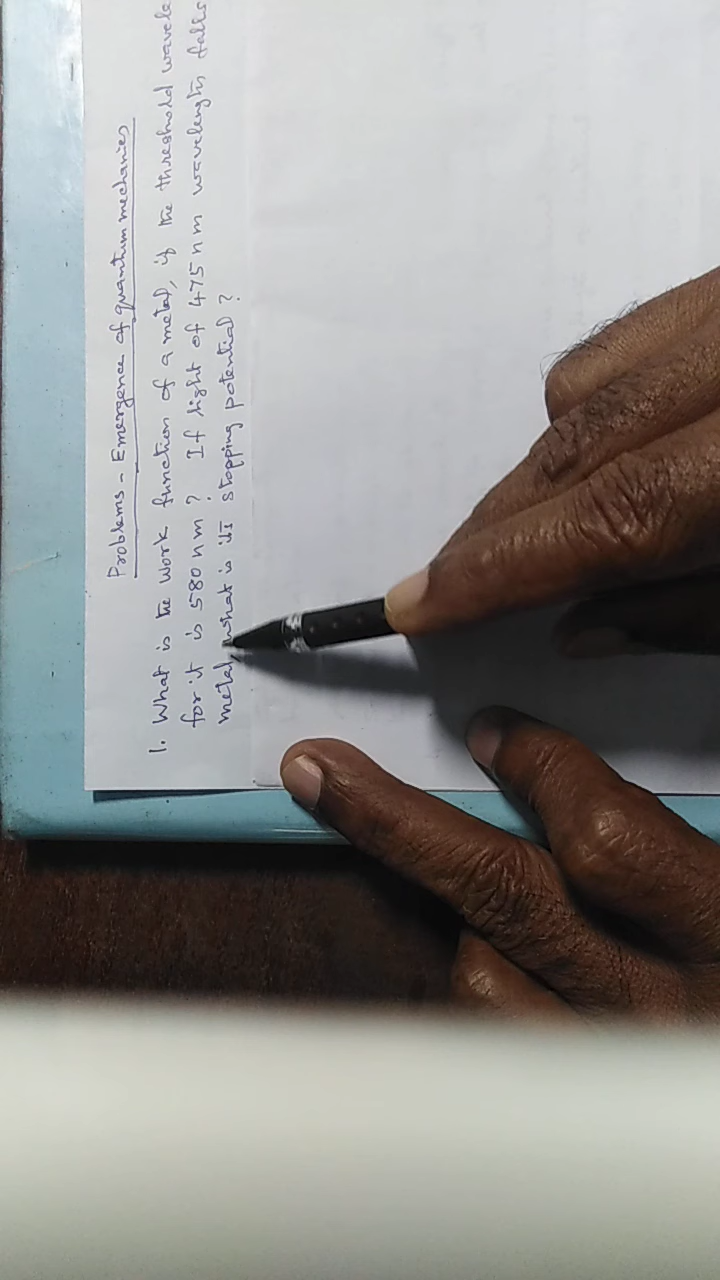 Problems - Emergence of quantum mechanics
1. What is the work function of a metal, if the threshold wavele
for it is 580 nm ? If light of 475 nm wavelength falls
metal, what is its stopping potential ?